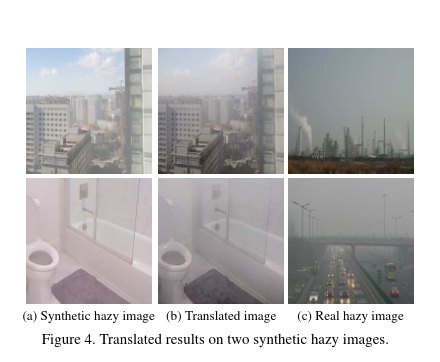 (a) Synthetic hazy image (b) Translated image (c) Real hazy image
Figure 4. Translated results on two synthetic hazy images.